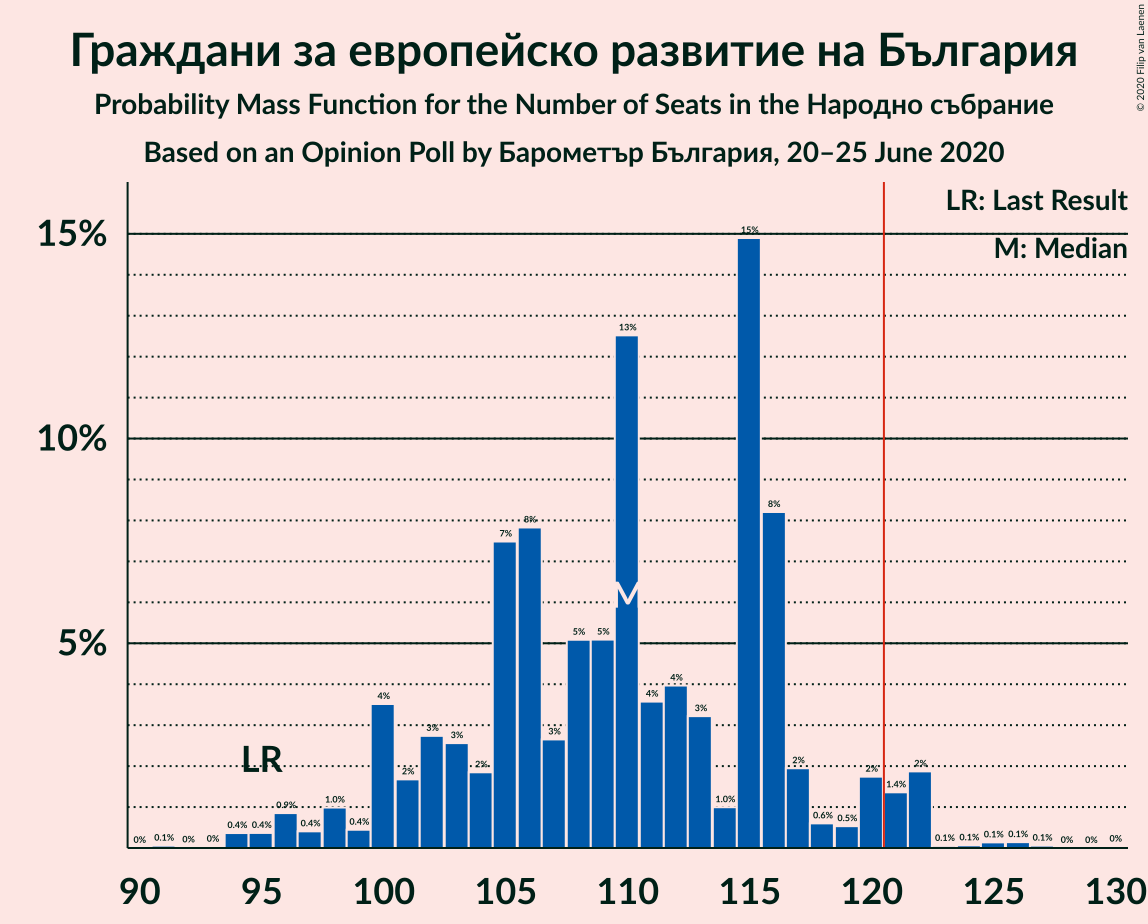 Граждани за европейско развитие на България
Probability Mass Function for the Number of Seats in the Народно събрание
Based on an Opinion Poll by Барометър България, 20–25 June 2020
© 2020 Filip van Laenen
LR: Last Result
M: Median
15%
10%
5%
LR
M
0% 0.1% 0% 0% 0.4% 0.4% 0.9% 0.4% 1.0% 0.4% 4% 2% 3% 3% 2% 7% 8% 3% 5% 5% 13% 4% 4% 3% 1.0% 15% 8% 2% 0.6% 0.5% 2% 1.4% 2% 0.1% 0.1% 0.1% 0.1% 0.1% 0% 0% 0%
90 95 100 105 110 115 120 125 130